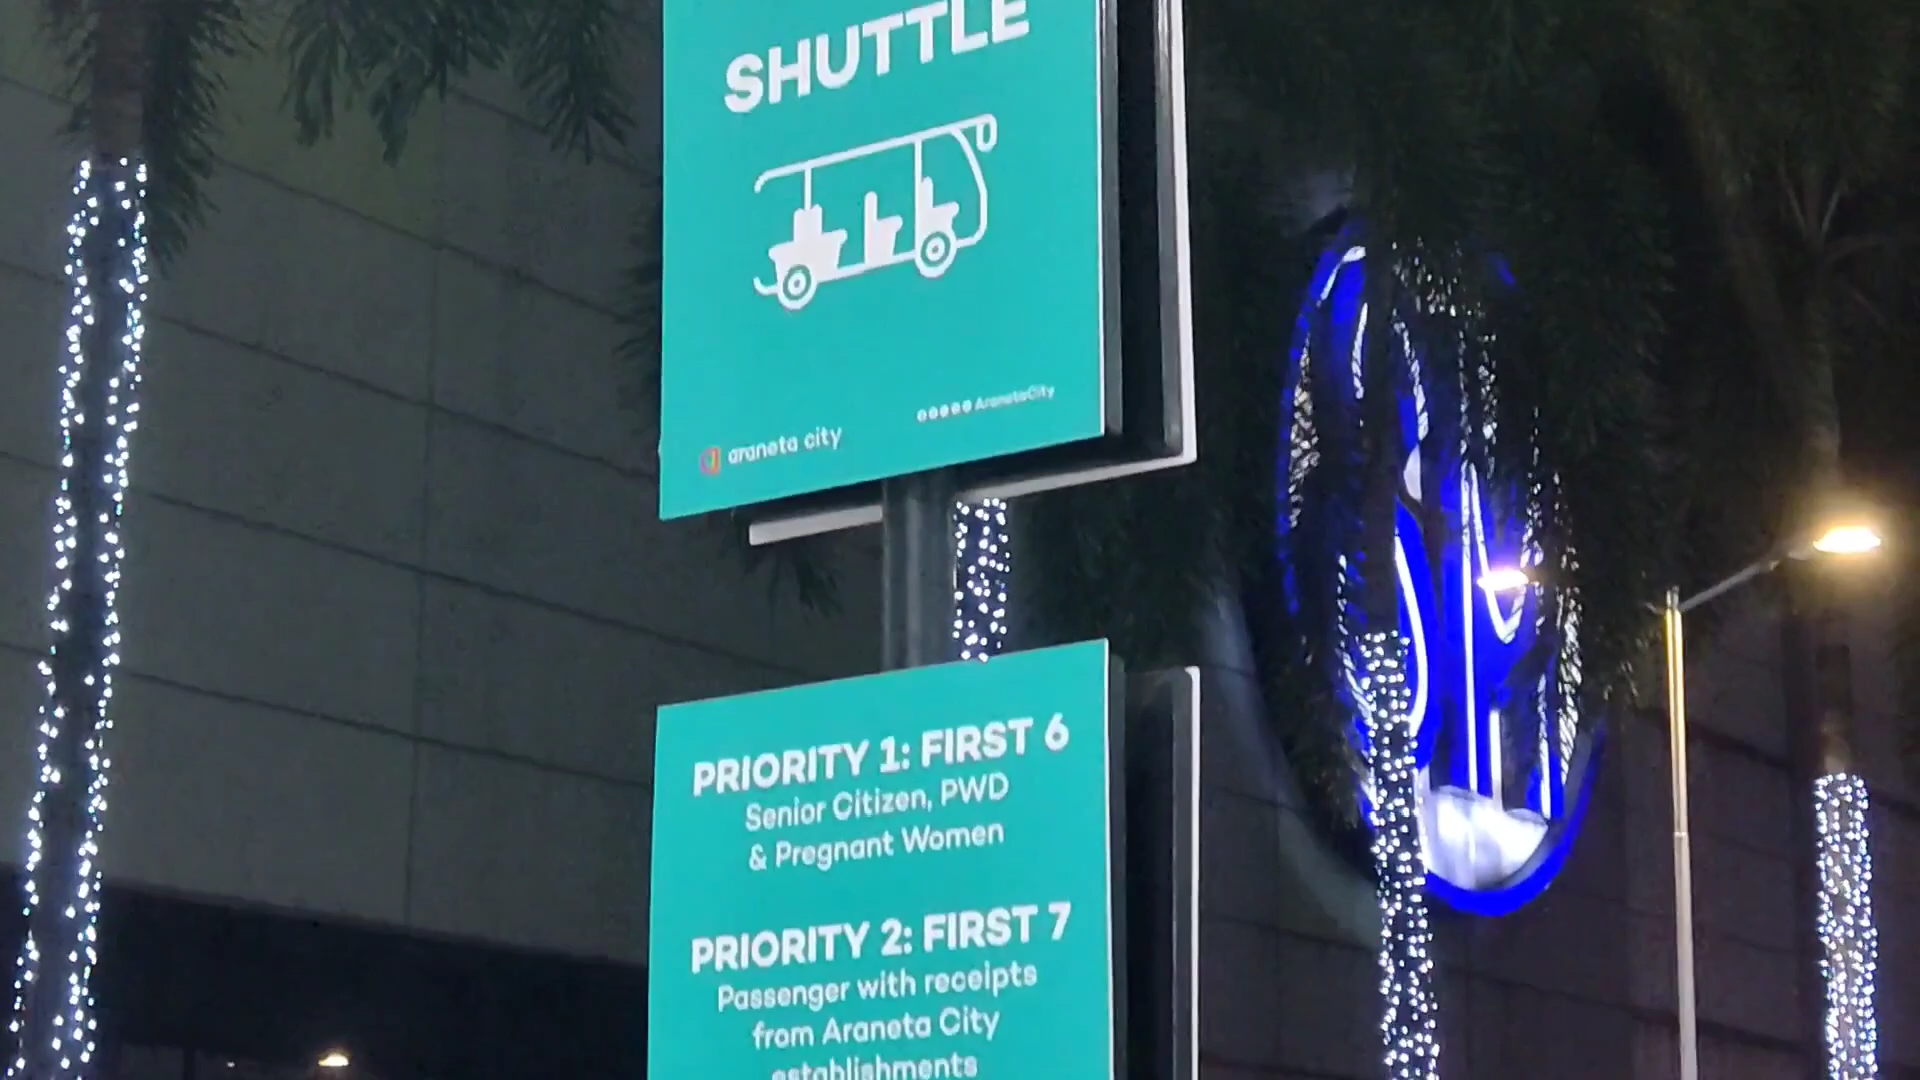 SHUTTLE
AranetaCity
araneta city
PRIORITY 1: FIRST 6
Senior Citizen, PWD
& Pregnant Women
PRIORITY 2: FIRST 7
Passenger with receipts
from Araneta City
establishments